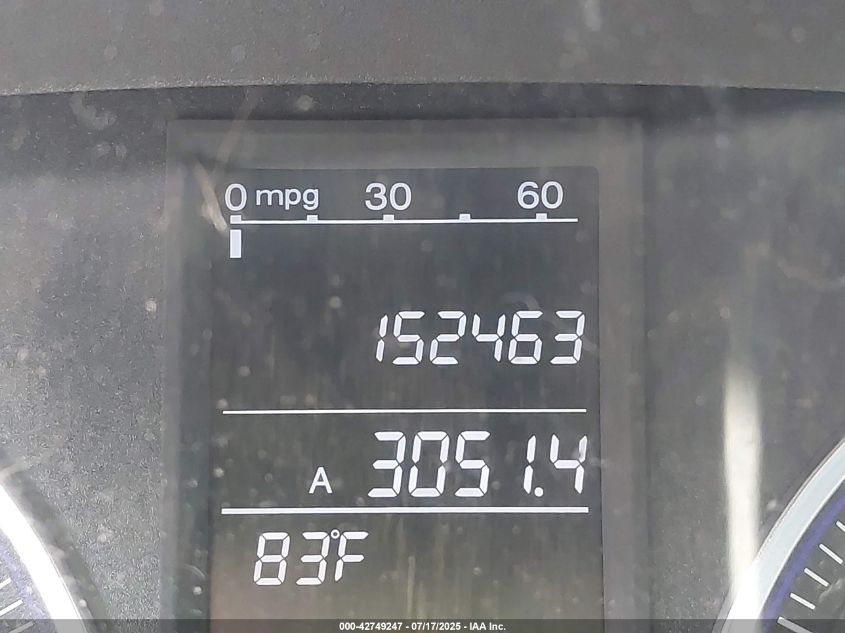 0 mpg 30 60
152463
A 3051.4
83°F
000-42749247 - 07/17/2025 - IAA Inc.